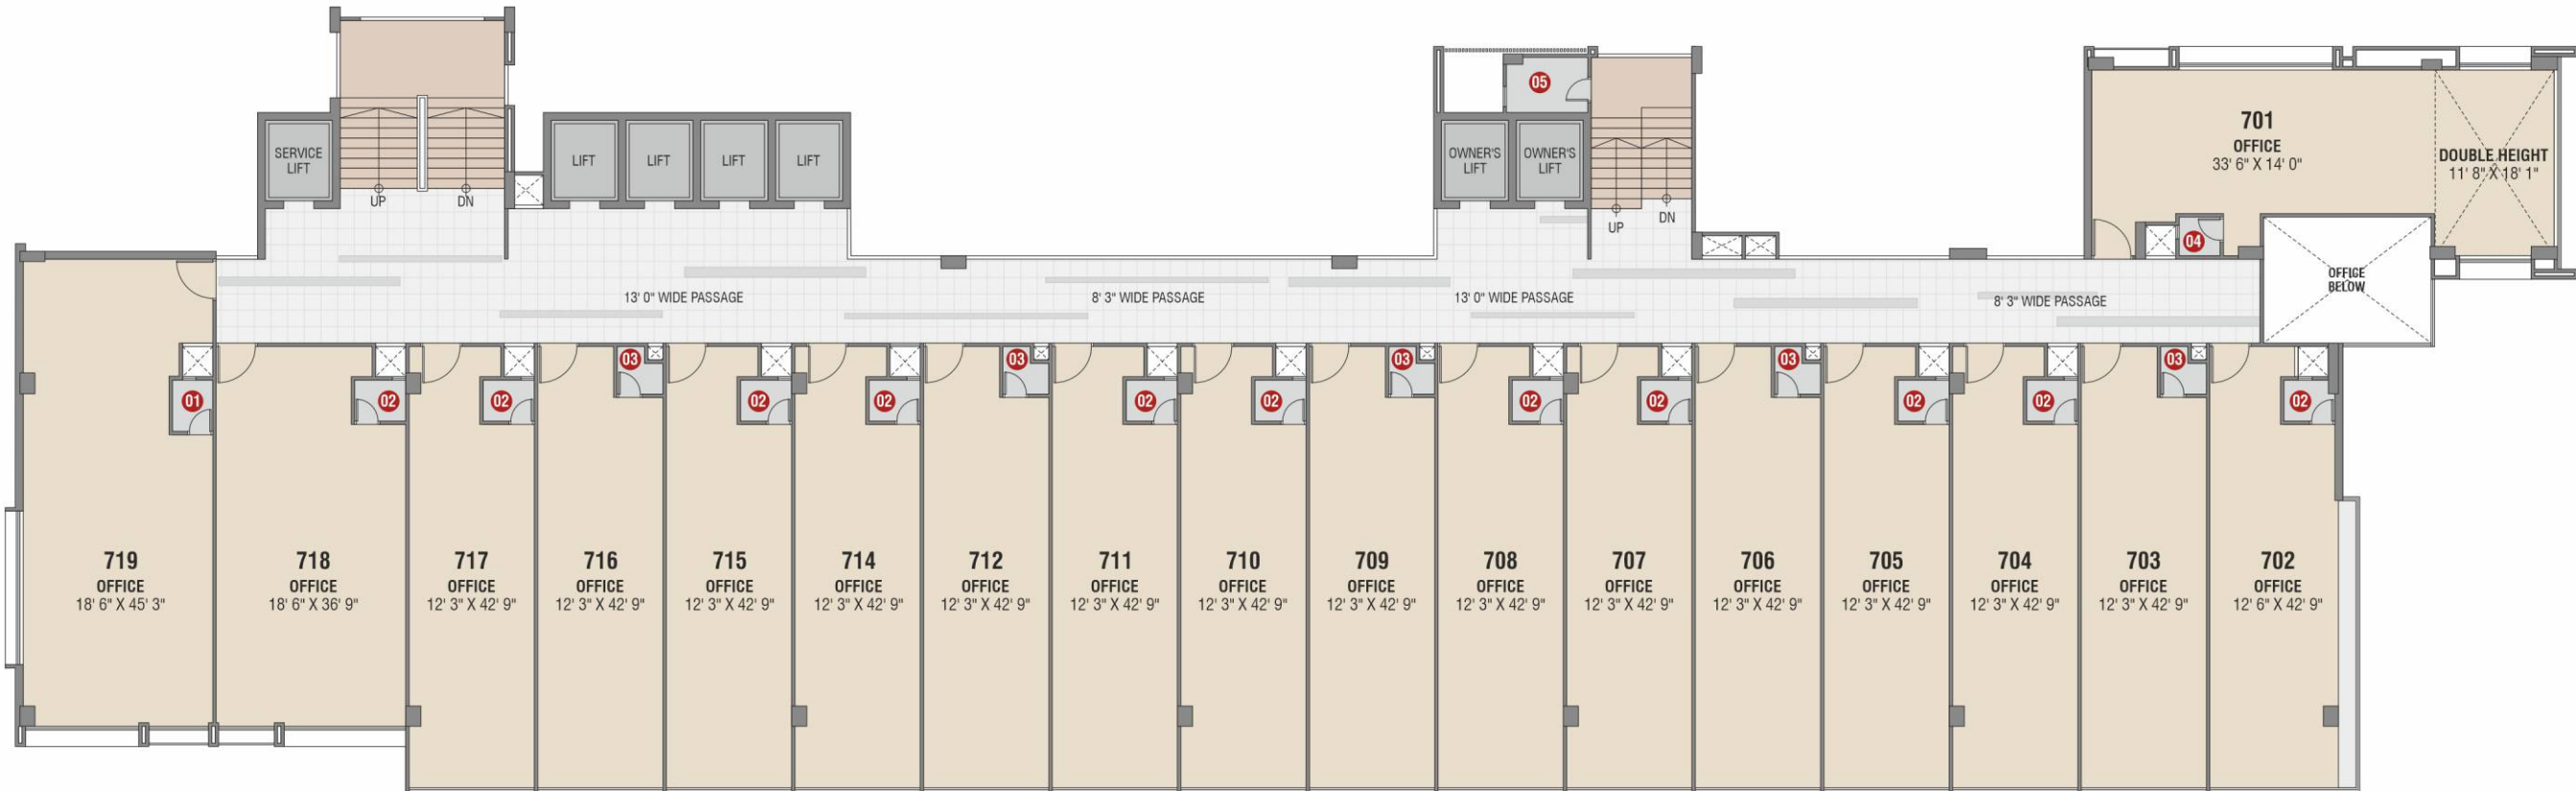 05
SERVICE
LIFT
LIFT
LIFT
LIFT
LIFT
OWNER'S
LIFT
OWNER'S
LIFT
UP
DN
UP
DN
701
OFFICE
33' 6" X 14' 0"
DOUBLE HEIGHT
11' 8" X 18' 1"
04
OFFICE
BELOW
13' 0" WIDE PASSAGE
8' 3" WIDE PASSAGE
13' 0" WIDE PASSAGE
8' 3" WIDE PASSAGE
01
02
02
03
02
02
03
02
02
03
02
02
03
02
02
03
02
719
OFFICE
18' 6" X 45' 3"
718
OFFICE
18' 6" X 36' 9"
717
OFFICE
12' 3" X 42' 9"
716
OFFICE
12' 3" X 42' 9"
715
OFFICE
12' 3" X 42' 9"
714
OFFICE
12' 3" X 42' 9"
712
OFFICE
12' 3" X 42' 9"
711
OFFICE
12' 3" X 42' 9"
710
OFFICE
12' 3" X 42' 9"
709
OFFICE
12' 3" X 42' 9"
708
OFFICE
12' 3" X 42' 9"
707
OFFICE
12' 3" X 42' 9"
706
OFFICE
12' 3" X 42' 9"
705
OFFICE
12' 3" X 42' 9"
704
OFFICE
12' 3" X 42' 9"
703
OFFICE
12' 3" X 42' 9"
702
OFFICE
12' 6" X 42' 9"